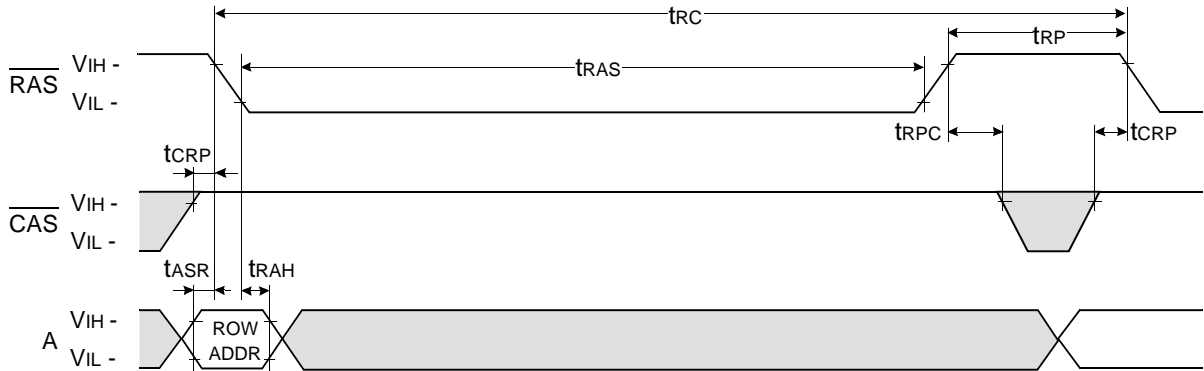 tRC
tRP
RAS
VIH -
VIL -
tRAS
tRPC
tCRP
tCRP
CAS
VIH -
VIL -
tASR
tRAH
A
VIH -
VIL -
ROW
ADDR